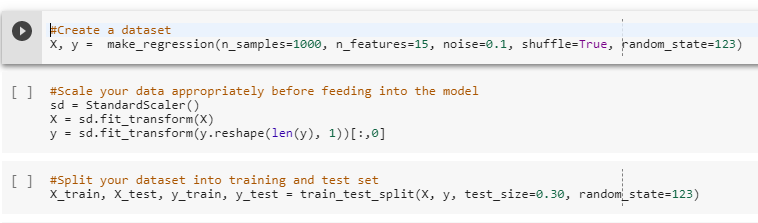 #Create a dataset
X, y =  make_regression(n_samples=1000, n_features=15, noise=0.1, shuffle=True, random_state=123)
[ ] #Scale your data appropriately before feeding into the model
sd = StandardScaler()
X = sd.fit_transform(X)
y = sd.fit_transform(y.reshape(len(y), 1))[:,0]
[ ] #Split your dataset into training and test set
X_train, X_test, y_train, y_test = train_test_split(X, y, test_size=0.30, random_state=123)